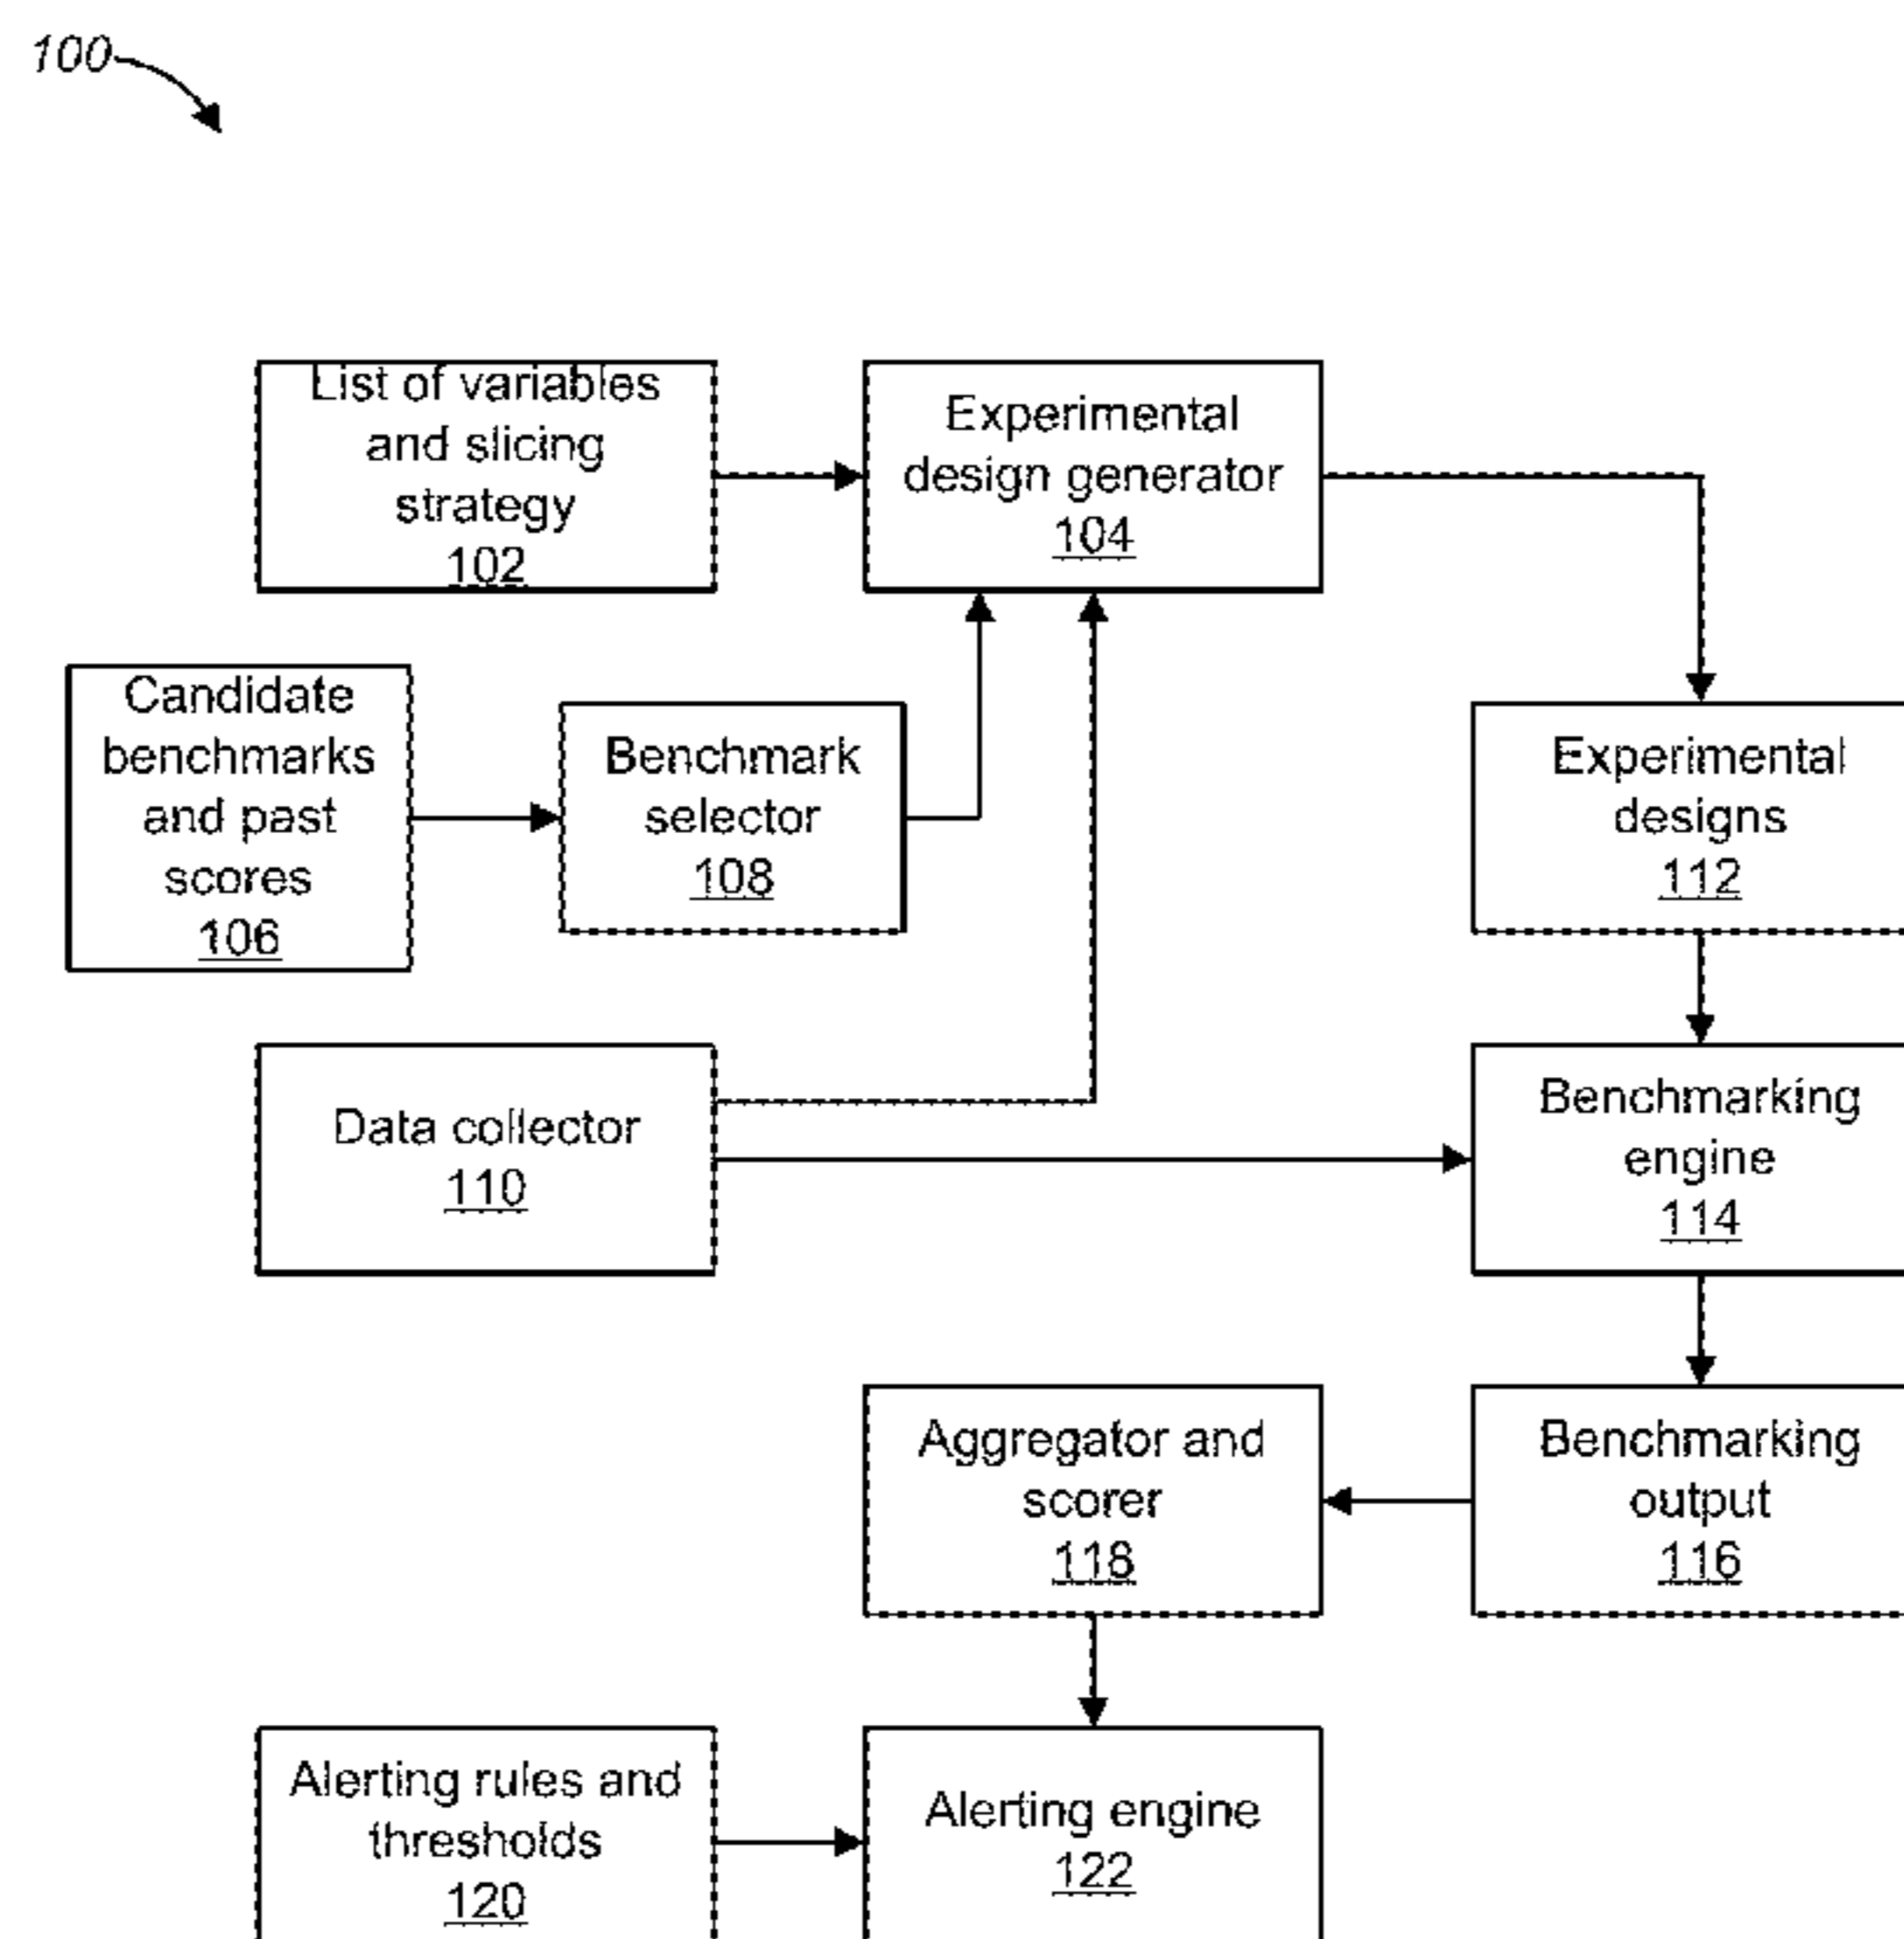 100
List of variables
and slicing
strategy
102
Experimental
design generator
104
Candidate
benchmarks
and past
scores
106
Benchmark
selector
108
Experimental
designs
112
Data collector
110
Benchmarking
engine
114
Aggregator and
scorer
118
Benchmarking
output
116
Alerting rules and
thresholds
120
Alerting engine
122